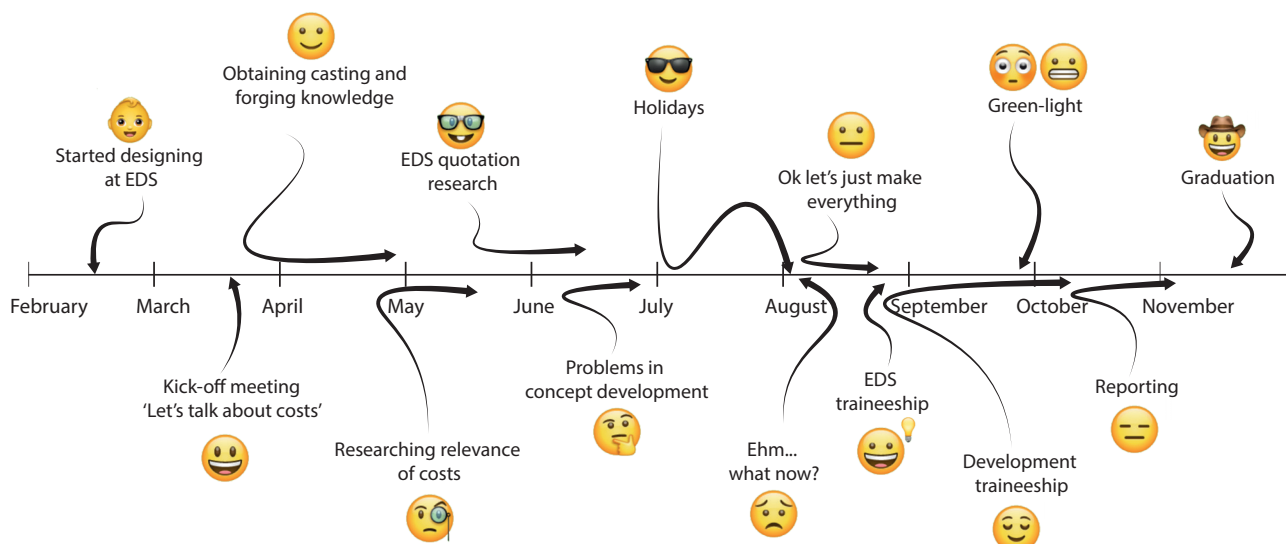 Obtaining casting and
forging knowledge
Started designing
at EDS
EDS quotation
research
Holidays
Ok let's just make
everything
Green-light
Graduation
February
March
April
May
June
July
August
September
October
November
Kick-off meeting
'Let's talk about costs'
Researching relevance
of costs
Problems in
concept development
Ehm...
what now?
EDS
traineeship
Development
traineeship
Reporting